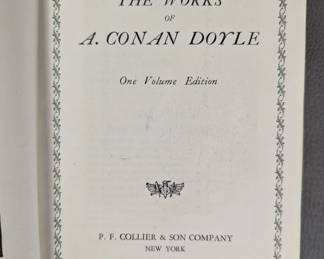 THE WORKS
OF
A. CONAN DOYLE
One Volume Edition
P. F. COLLIER & SON COMPANY
NEW YORK